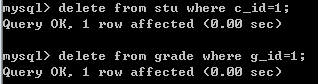 mysql> delete from stu where c_id=1;
Query OK, 1 row affected (0.00 sec)
mysql> delete from grade where g_id=1;
Query OK, 1 row affected (0.00 sec)